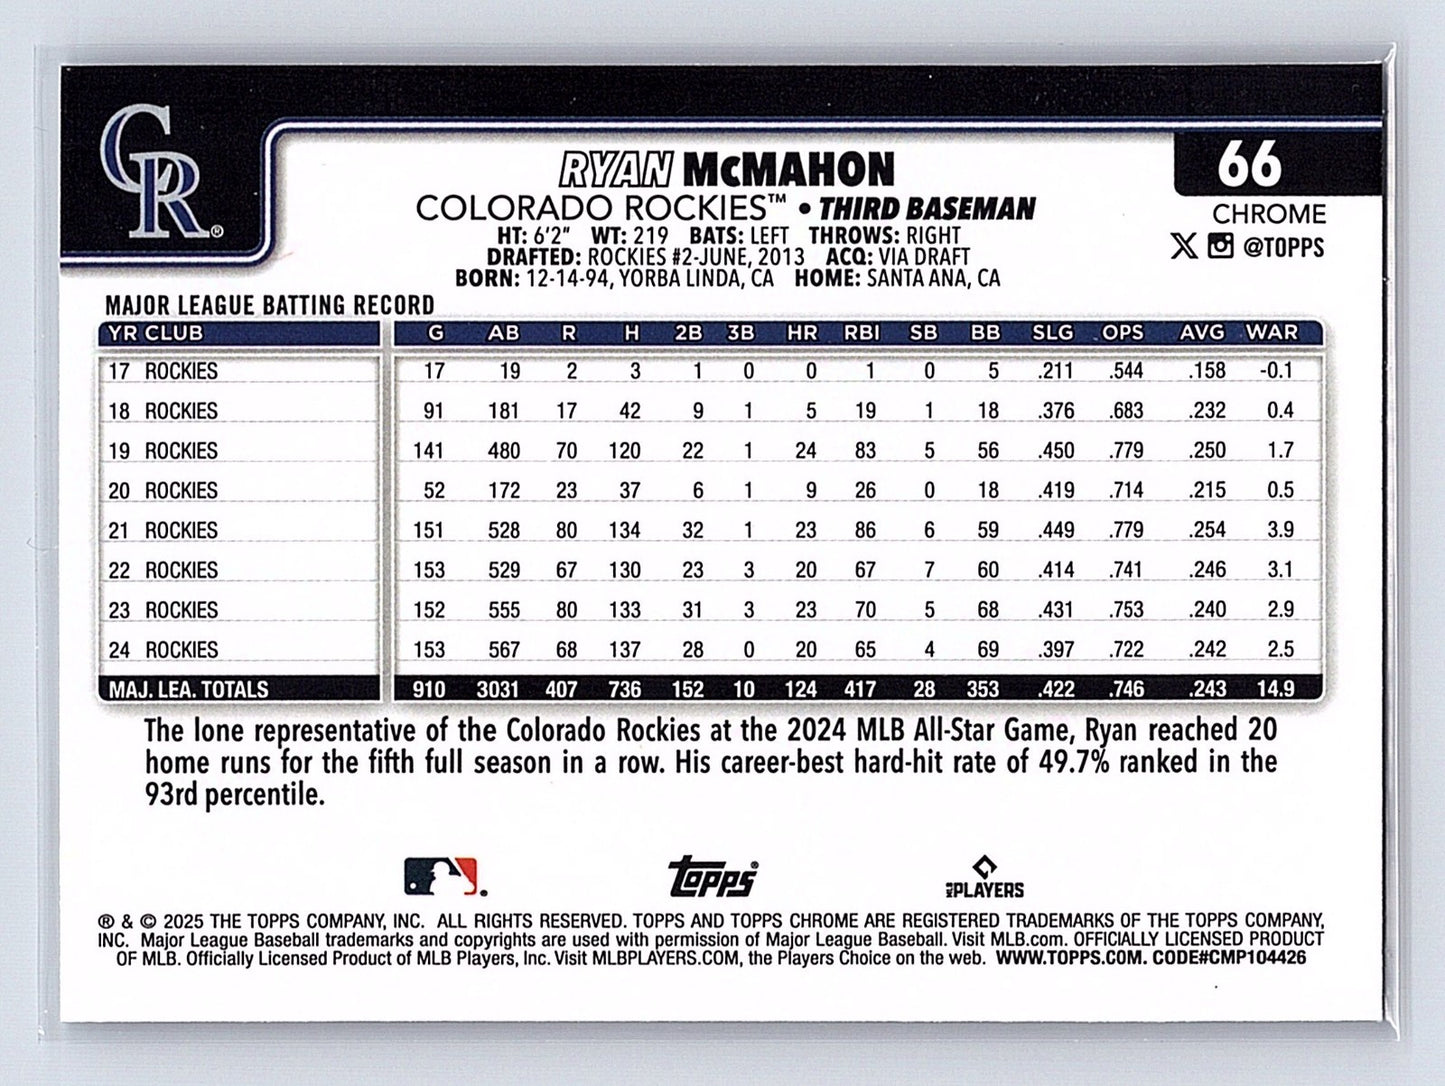 CR®
RYAN McMAHON
66
COLORADO ROCKIES™ • THIRD BASEMAN
CHROME
HT: 6'2" WT: 219 BATS: LEFT THROWS: RIGHT
X @TOPPS
DRAFTED: ROCKIES #2-JUNE, 2013 ACQ: VIA DRAFT
BORN: 12-14-94, YORBA LINDA, CA HOME: SANTA ANA, CA
MAJOR LEAGUE BATTING RECORD
YR CLUB G AB R H 2B 3B HR RBI SB BB SLG OPS AVG WAR
17 ROCKIES 17 19 2 3 1 0 0 1 0 5 .211 .544 .158 -0.1
18 ROCKIES 91 181 17 42 9 1 5 19 1 18 .376 .683 .232 0.4
19 ROCKIES 141 480 70 120 22 1 24 83 5 56 .450 .779 .250 1.7
20 ROCKIES 52 172 23 37 6 1 9 26 0 18 .419 .714 .215 0.5
21 ROCKIES 151 528 80 134 32 1 23 86 6 59 .449 .779 .254 3.9
22 ROCKIES 153 529 67 130 23 3 20 67 7 60 .414 .741 .246 3.1
23 ROCKIES 152 555 80 133 31 3 23 70 5 68 .431 .753 .240 2.9
24 ROCKIES 153 567 68 137 28 0 20 65 4 69 .397 .722 .242 2.5
MAJ. LEA. TOTALS 910 3031 407 736 152 10 124 417 28 353 .422 .746 .243 14.9
The lone representative of the Colorado Rockies at the 2024 MLB All-Star Game, Ryan reached 20
home runs for the fifth full season in a row. His career-best hard-hit rate of 49.7% ranked in the
93rd percentile.
Topps® MLB PLAYERS
® & © 2025 THE TOPPS COMPANY, INC. ALL RIGHTS RESERVED. TOPPS AND TOPPS CHROME ARE REGISTERED TRADEMARKS OF THE TOPPS COMPANY,
INC. Major League Baseball trademarks and copyrights are used with permission of Major League Baseball. Visit MLB.com. OFFICIALLY LICENSED PRODUCT
OF MLB. Officially Licensed Product of MLB Players, Inc. Visit MLBPLAYERS.COM, the Players Choice on the web. WWW.TOPPS.COM. CODE#CMP104426